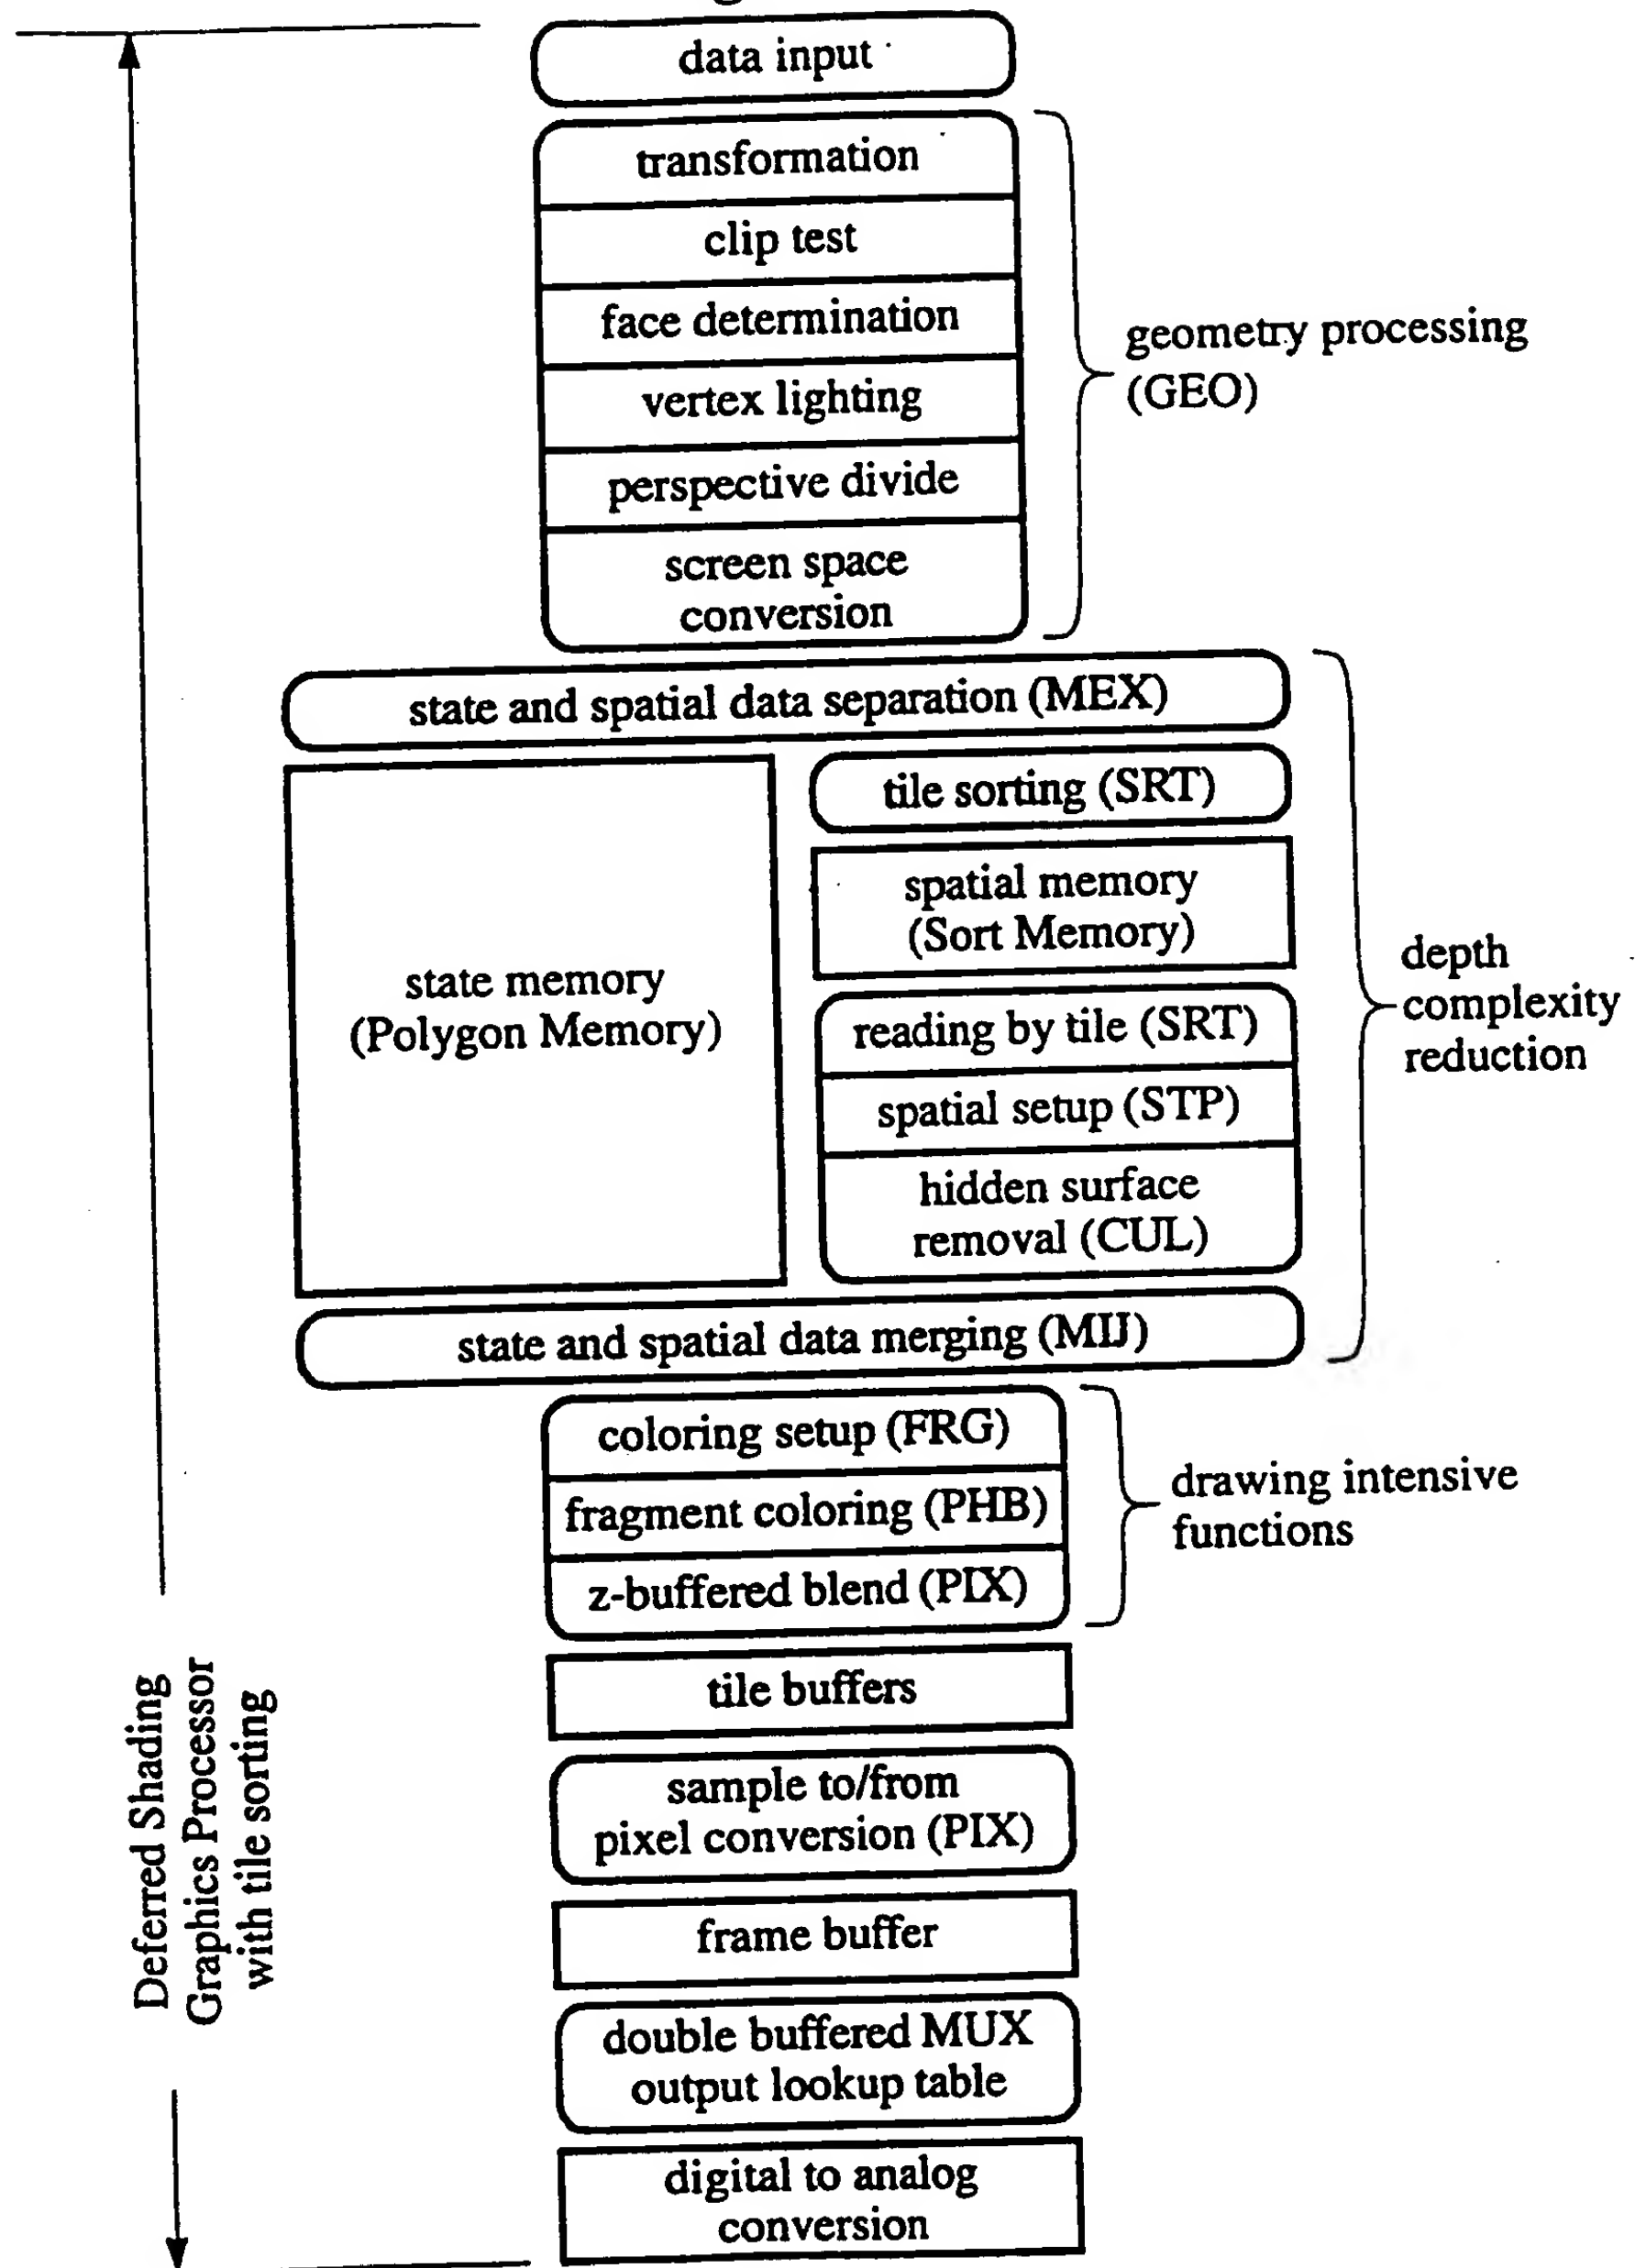 data input
transformation
clip test
face determination
vertex lighting
perspective divide
screen space
conversion
geometry processing
(GEO)
state and spatial data separation (MEX)
state memory
(Polygon Memory)
tile sorting (SRT)
spatial memory
(Sort Memory)
reading by tile (SRT)
spatial setup (STP)
hidden surface
removal (CUL)
depth
complexity
reduction
state and spatial data merging (MIJ)
coloring setup (FRG)
fragment coloring (PHB)
z-buffered blend (PIX)
drawing intensive
functions
tile buffers
sample to/from
pixel conversion (PIX)
frame buffer
double buffered MUX
output lookup table
digital to analog
conversion
Deferred Shading
Graphics Processor
with tile sorting